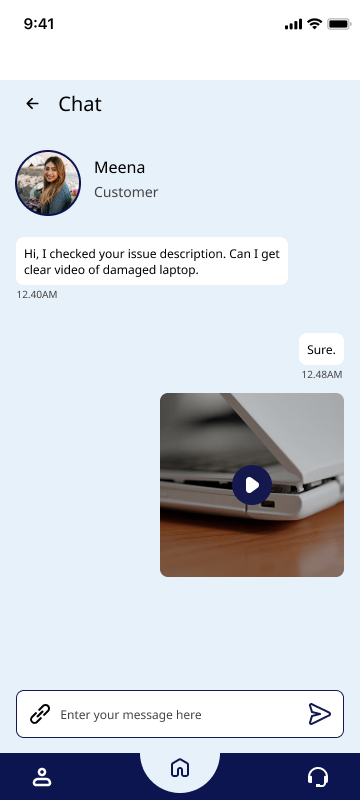 9:41
Chat
Meena
Customer
Hi, I checked your issue description. Can I get
clear video of damaged laptop.
12.40AM
Sure.
12.48AM
Enter your message here